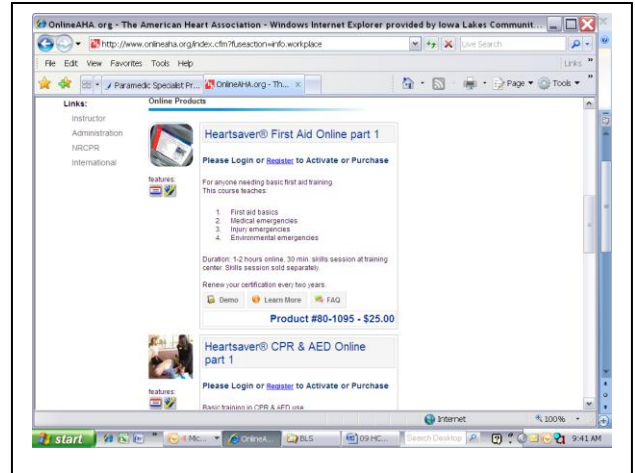 OnlineAHA.org - The American Heart Association - Windows Internet Explorer provided by Iowa Lakes Communit...
http://www.onlineaha.org/index.cfm?fuseaction=info.workplace
Live Search
File Edit View Favorites Tools Help
Links
Paramedic Specialist Pr...
OnlineAHA.org - Th...
Page
Tools
Links:
Instructor
Administration
NRCPR
International
Online Products
Heartsaver® First Aid Online part 1
Please Login or Register to Activate or Purchase
features:
For anyone needing basic first aid training.
This course teaches:
1. First aid basics
2. Medical emergencies
3. Injury emergencies
4. Environmental emergencies
Duration: 1-2 hours online, 30 min. skills session at training
center. Skills session sold separately.
Renew your certification every two years.
Demo Learn More FAQ
Product #80-1095 - $25.00
Heartsaver® CPR & AED Online
part 1
Please Login or Register to Activate or Purchase
features:
Basic training in CPR & AED use
Internet
100%
start
4 Mc...
OnlineA...
BLS
09 HC...
Search Desktop
9:41 AM